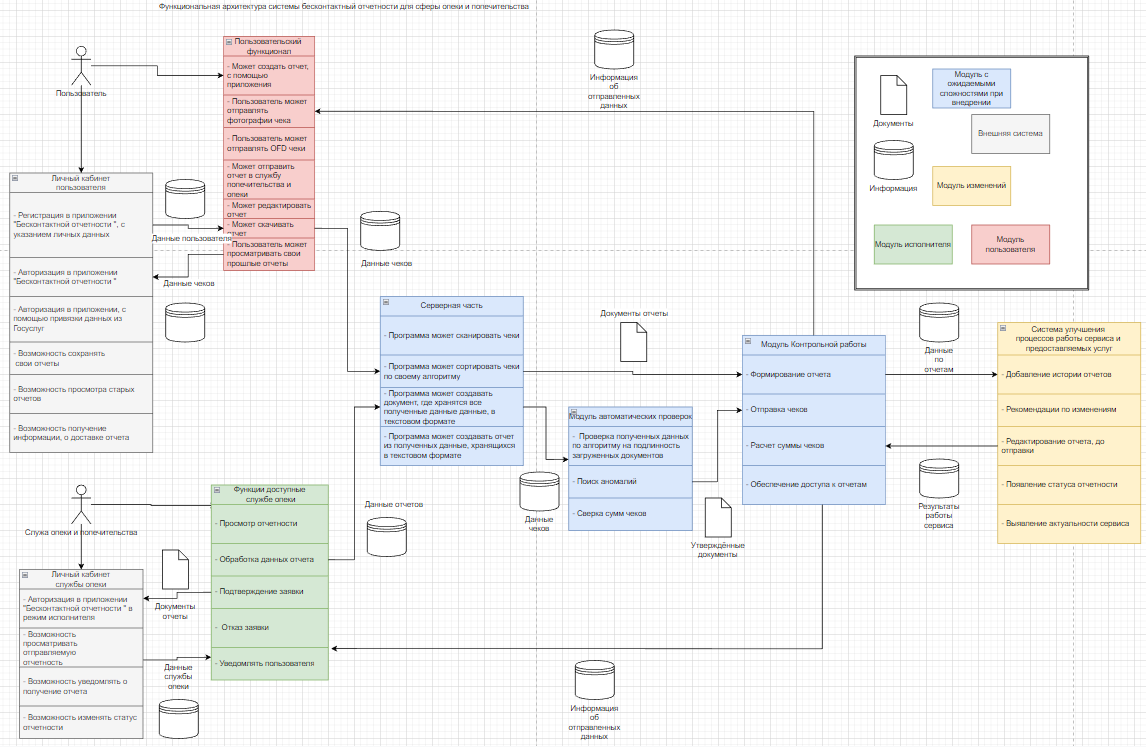 Функциональная архитектура системы бесконтактный отчетности для сферы опеки и попечительства
Пользователь
Пользовательский
функционал
- Может создать отчет,
с помощью
приложения
- Пользователь может
отправлять
фотографии чека
- Пользователь может
отправлять OFD чеки
- Может отправить
отчет в службу
попечительства и
опеки
- Может редактировать
отчет
- Может скачивать
отчет
- Пользователь может
просматривать свои
прошлые отчеты
Информация
об
отправленных
данных
Документы
Модуль с
ожидаемыми
сложностями при
внедрении
Внешняя система
Информация
Модуль изменений
Модуль исполнителя
Модуль
пользователя
Личный кабинет
пользователя
- Регистрация в приложении
"Бесконтактной отчетности ", с
указанием личных данных
- Авторизация в приложении
"Бесконтактной отчетности "
- Авторизация в приложении, с
помощью привязки данных из
Госуслуг
- Возможность сохранять
свои отчеты
- Возможность просмотра старых
отчетов
- Возможность получение
информации, о доставке отчета
Данные пользователя
Данные чеков
Данные чеков
Серверная часть
- Программа может сканировать чеки
- Программа может сортировать чеки
по своему алгоритму
- Программа может создавать
документ, где хранятся все
полученные данные данные, в
текстовом формате
- Программа может создавать отчет
из полученных данных, хранящихся
в текстовом формате
Документы отчеты
Модуль автоматических проверок
- Проверка полученных данных
по алгоритму на подлинность
загруженных документов
- Поиск аномалий
- Сверка сумм чеков
Данные
чеков
Утверждённые
документы
Модуль Контрольной работы
- Формирование отчета
- Отправка чеков
- Расчет суммы чеков
- Обеспечение доступа к отчетам
Данные
по
отчетам
Результаты
работы
сервиса
Система улучшения
процессов работы сервиса и
предоставляемых услуг
- Добавление истории отчетов
- Рекомендации по изменениям
- Редактирование отчета, до
отправки
- Появление статуса отчетности
- Выявление актуальности сервиса
Служа опеки и попечительства
Функции доступные
службе опеки
- Просмотр отчетности
- Обработка данных отчета
- Подтверждение заявки
- Отказ заявки
- Уведомлять пользователя
Данные отчетов
Документы
отчеты
Данные
службы
опеки
Личный кабинет
службы опеки
- Авторизация в приложении
"Бесконтактной отчетности " в
режим исполнителя
- Возможность
просматривать
отправляемую
отчетность
- Возможность уведомлять о
получение отчета
- Возможность изменять статус
отчетности
Информация
об
отправленных
данных